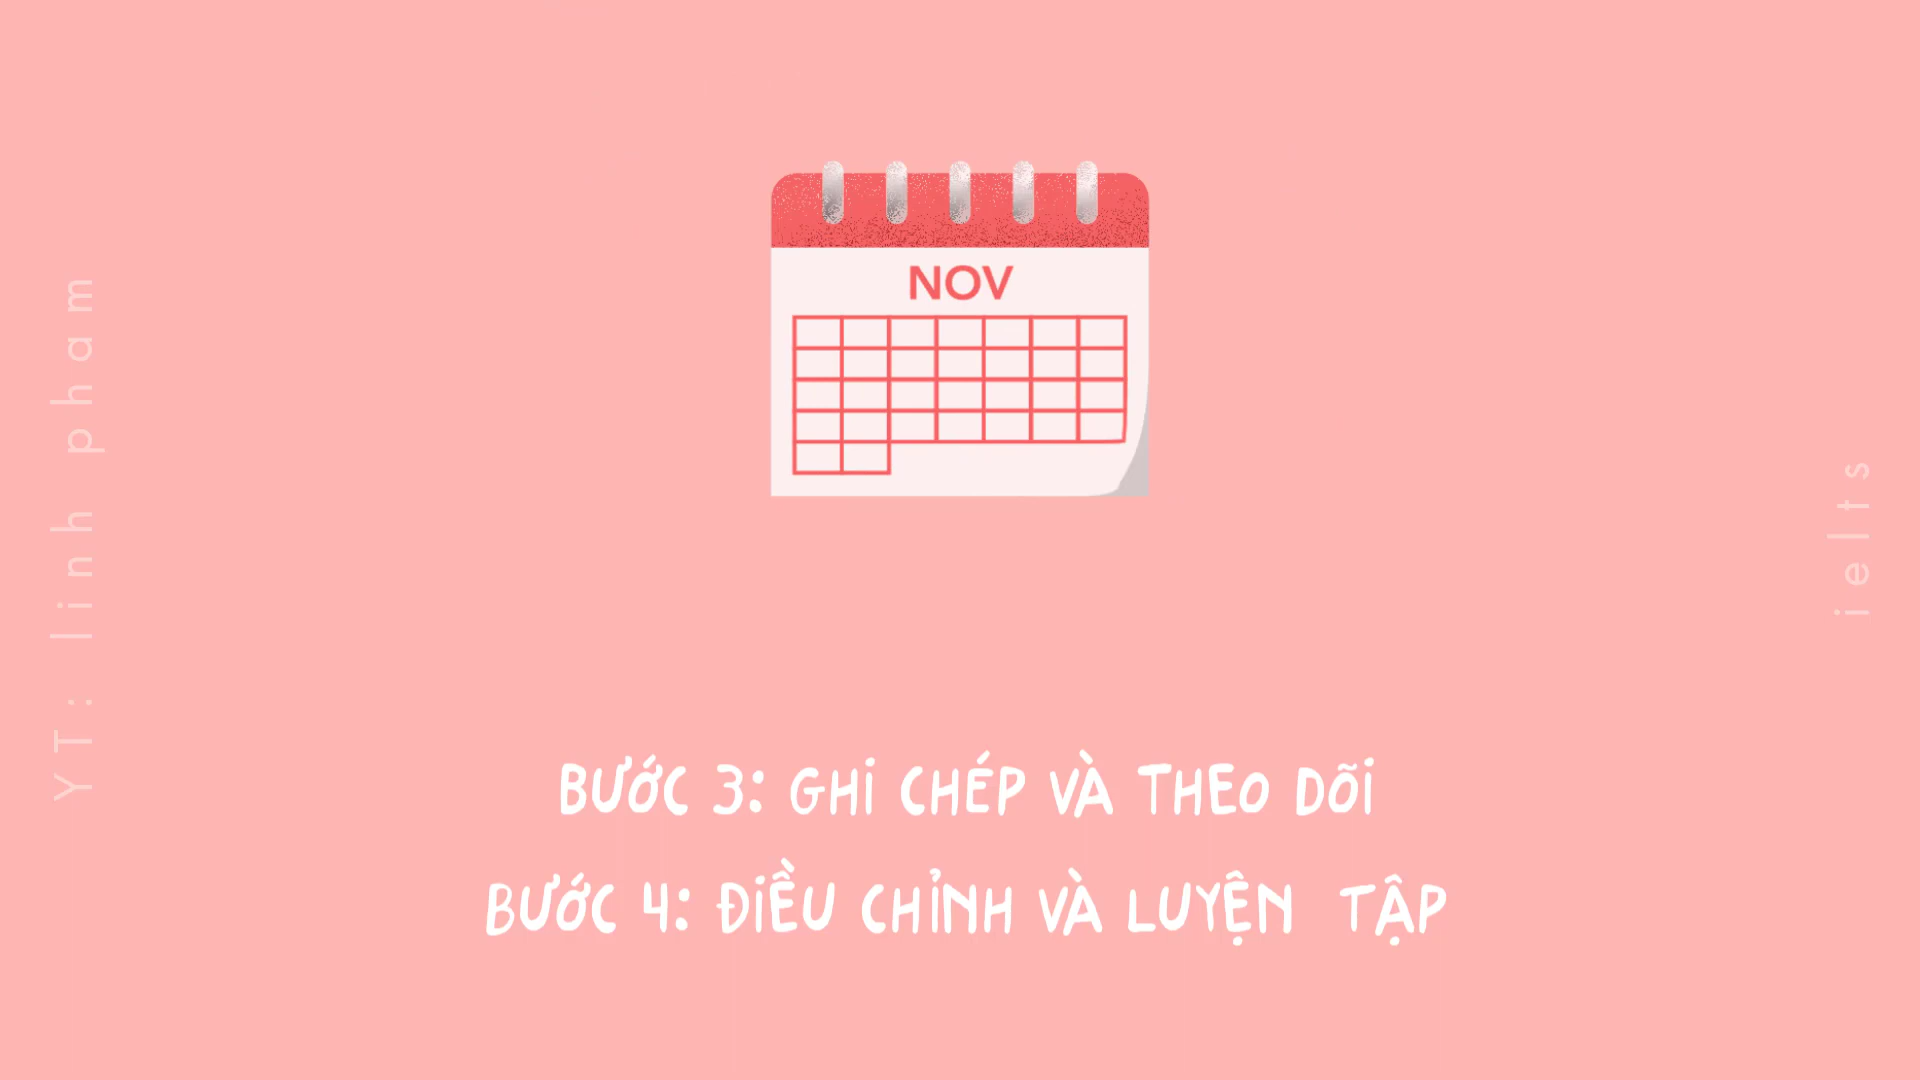 NOV
YT: linh pham
ielts
BƯỚC 3: GHI CHÉP VÀ THEO DÕI
BƯỚC 4: ĐIỀU CHỈNH VÀ LUYỆN TẬP